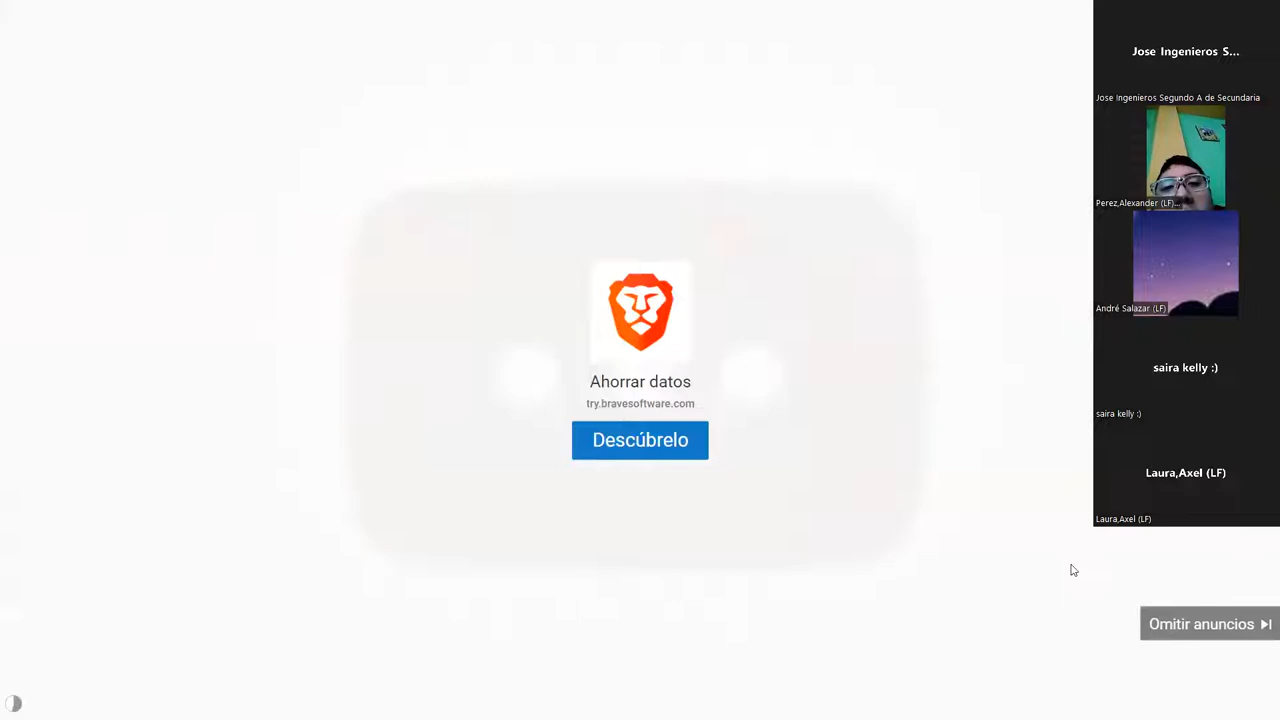 Ahorrar datos
try.bravesoftware.com
Descúbrelo
Jose Ingenieros S...
Jose Ingenieros Segundo A de Secundaria
Perez,Alexander (LF)...
André Salazar (LF)
saira kelly :)
saira kelly :)
Laura,Axel (LF)
Laura,Axel (LF)
Omitir anuncios